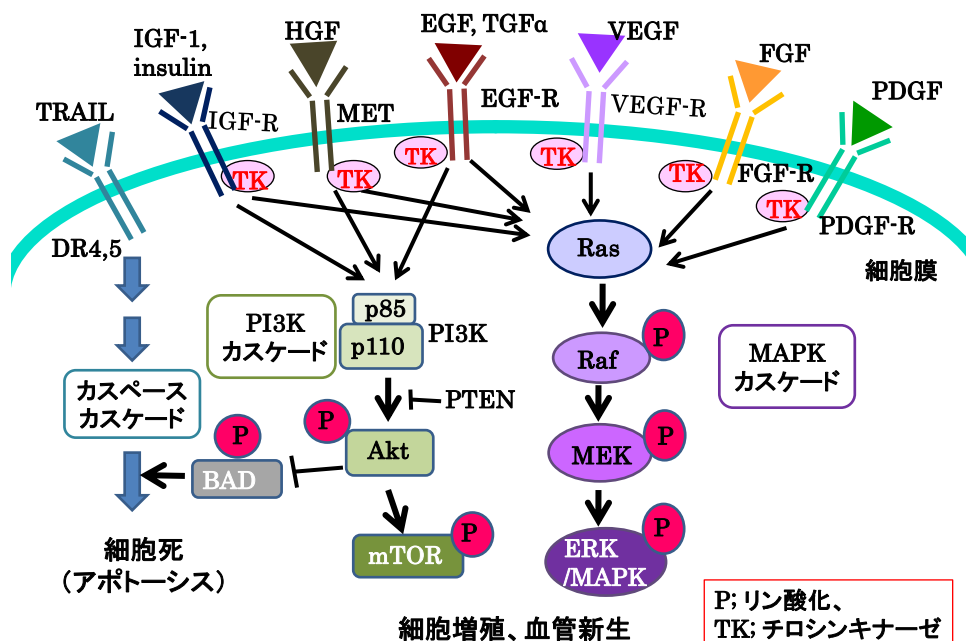 IGF-1,
insulin
HGF
EGF, TGFα
VEGF
FGF
PDGF
TRAIL
IGF-R
MET
EGF-R
VEGF-R
FGF-R
PDGF-R
TK
TK
TK
TK
TK
TK
DR4,5
Ras
細胞膜
PI3K
カスケード
p85
p110
PI3K
Raf
P
MAPK
カスケード
カスペース
カスケード
PTEN
P
P
Akt
MEK
P
BAD
細胞死
(アポトーシス)
mTOR
P
ERK
/MAPK
P
細胞増殖、血管新生
P; リン酸化、
TK; チロシンキナーゼ